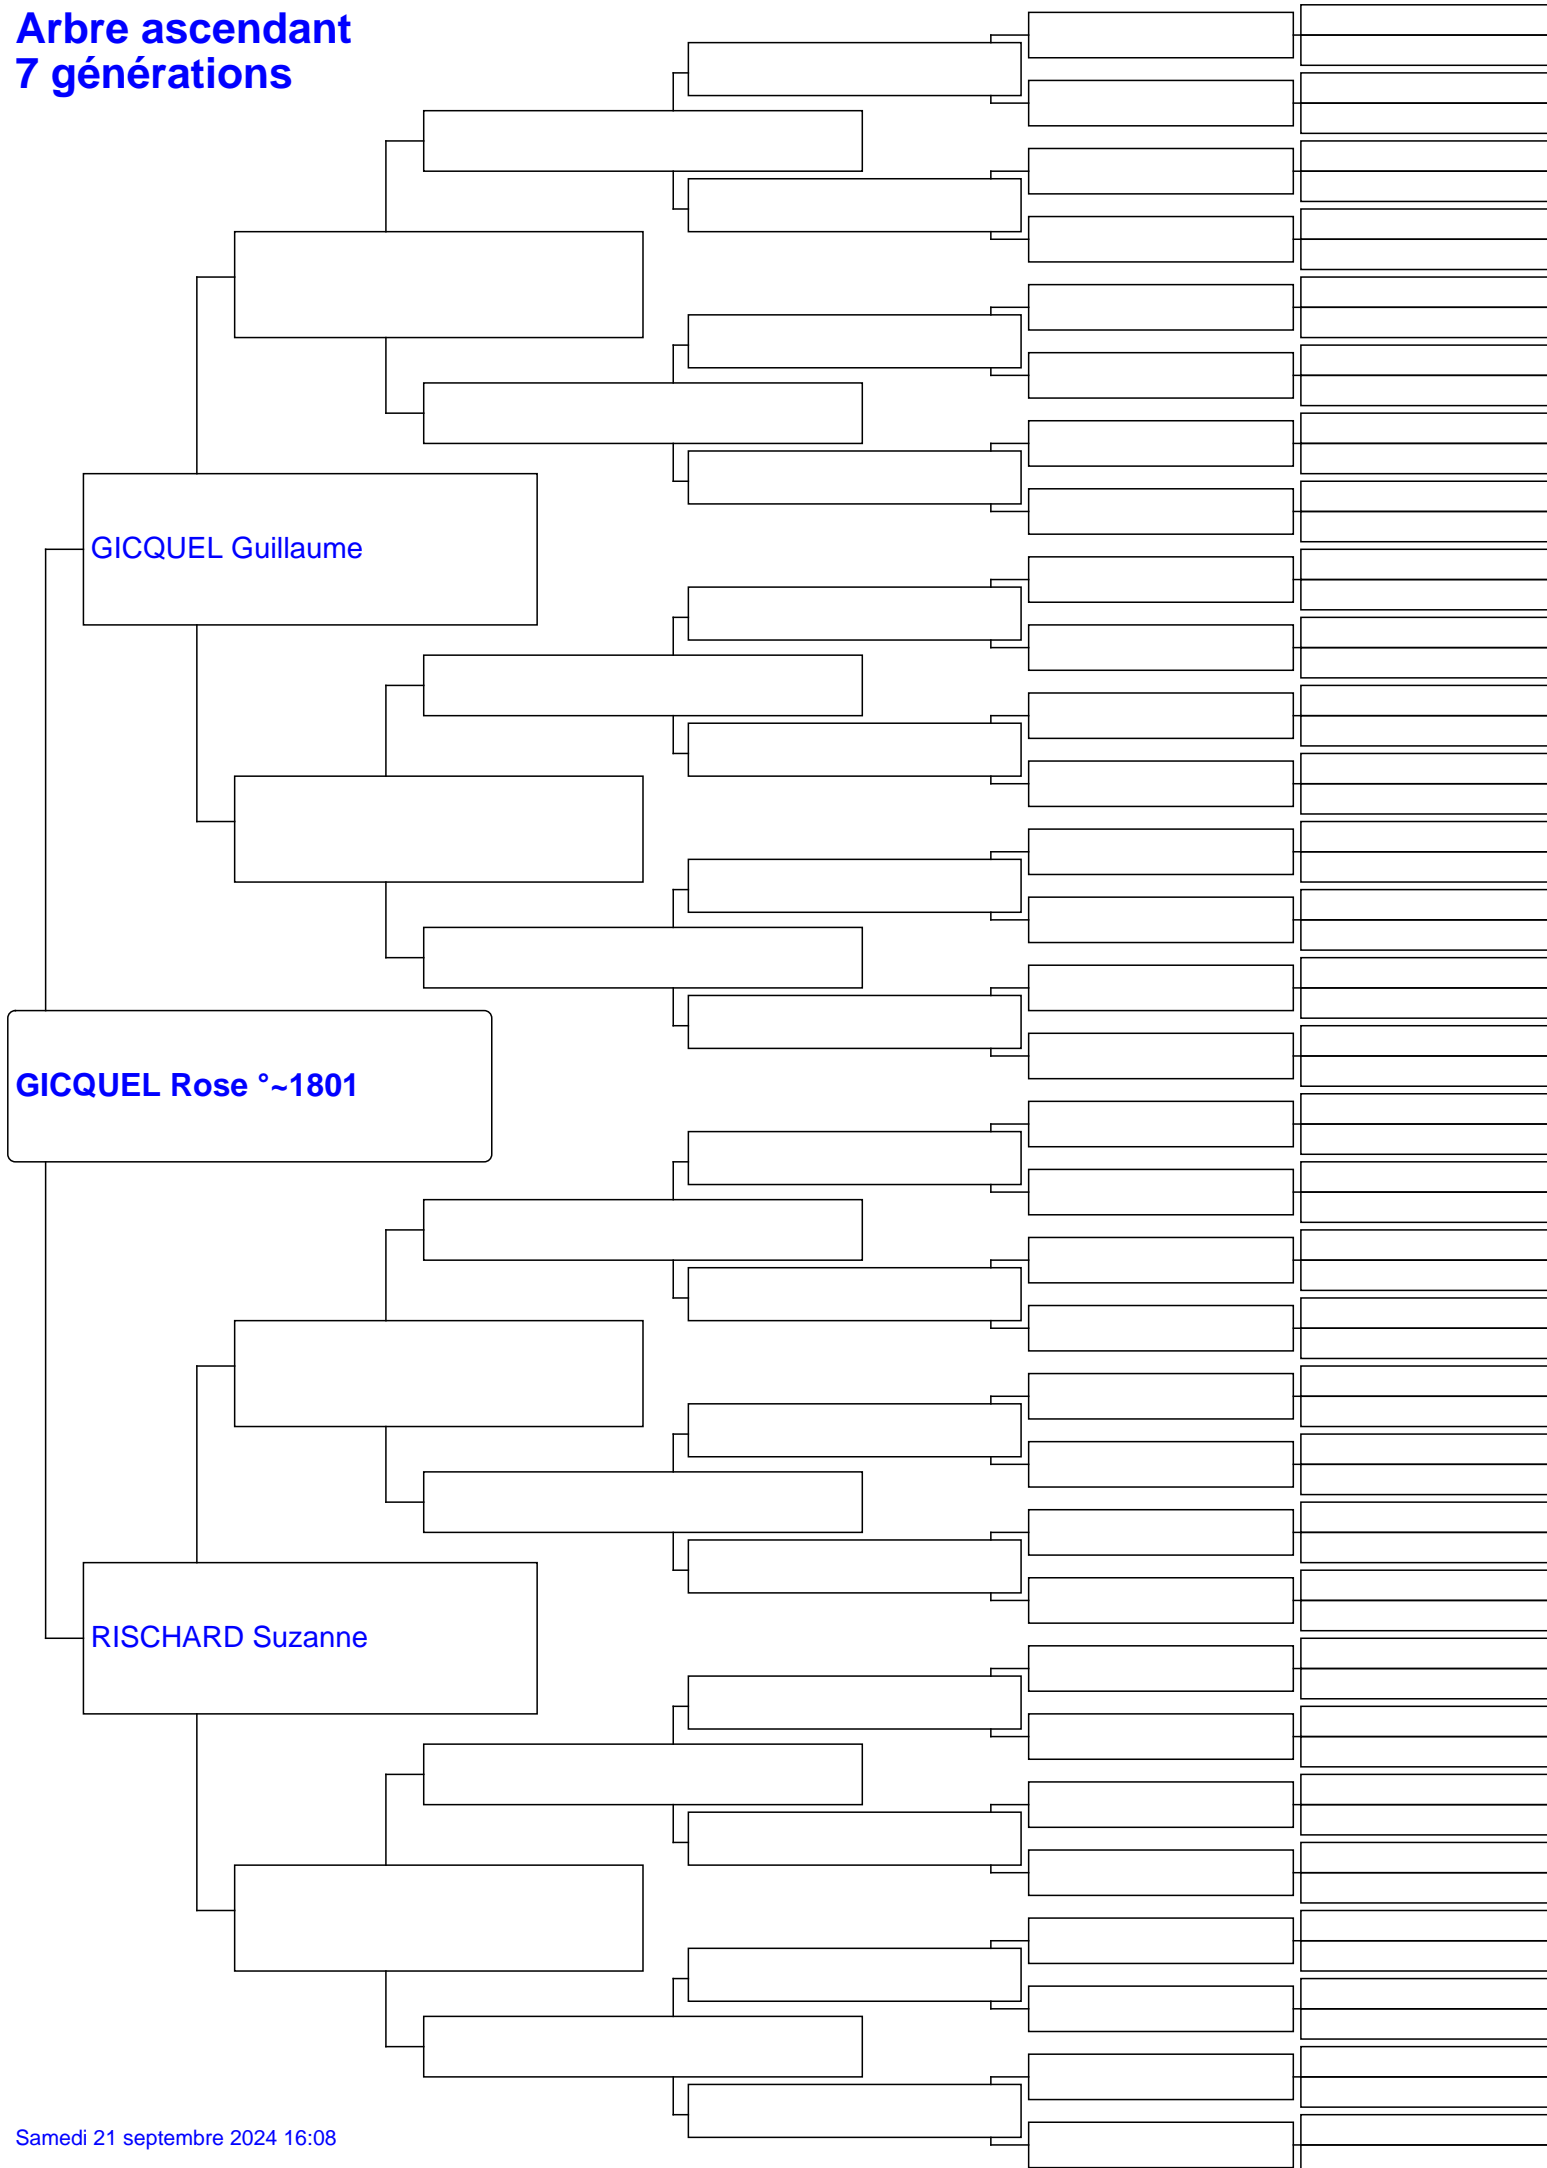 Arbre ascendant
7 générations
GICQUEL Guillaume
GICQUEL Rose °~1801
RISCHARD Suzanne
Samedi 21 septembre 2024 16:08